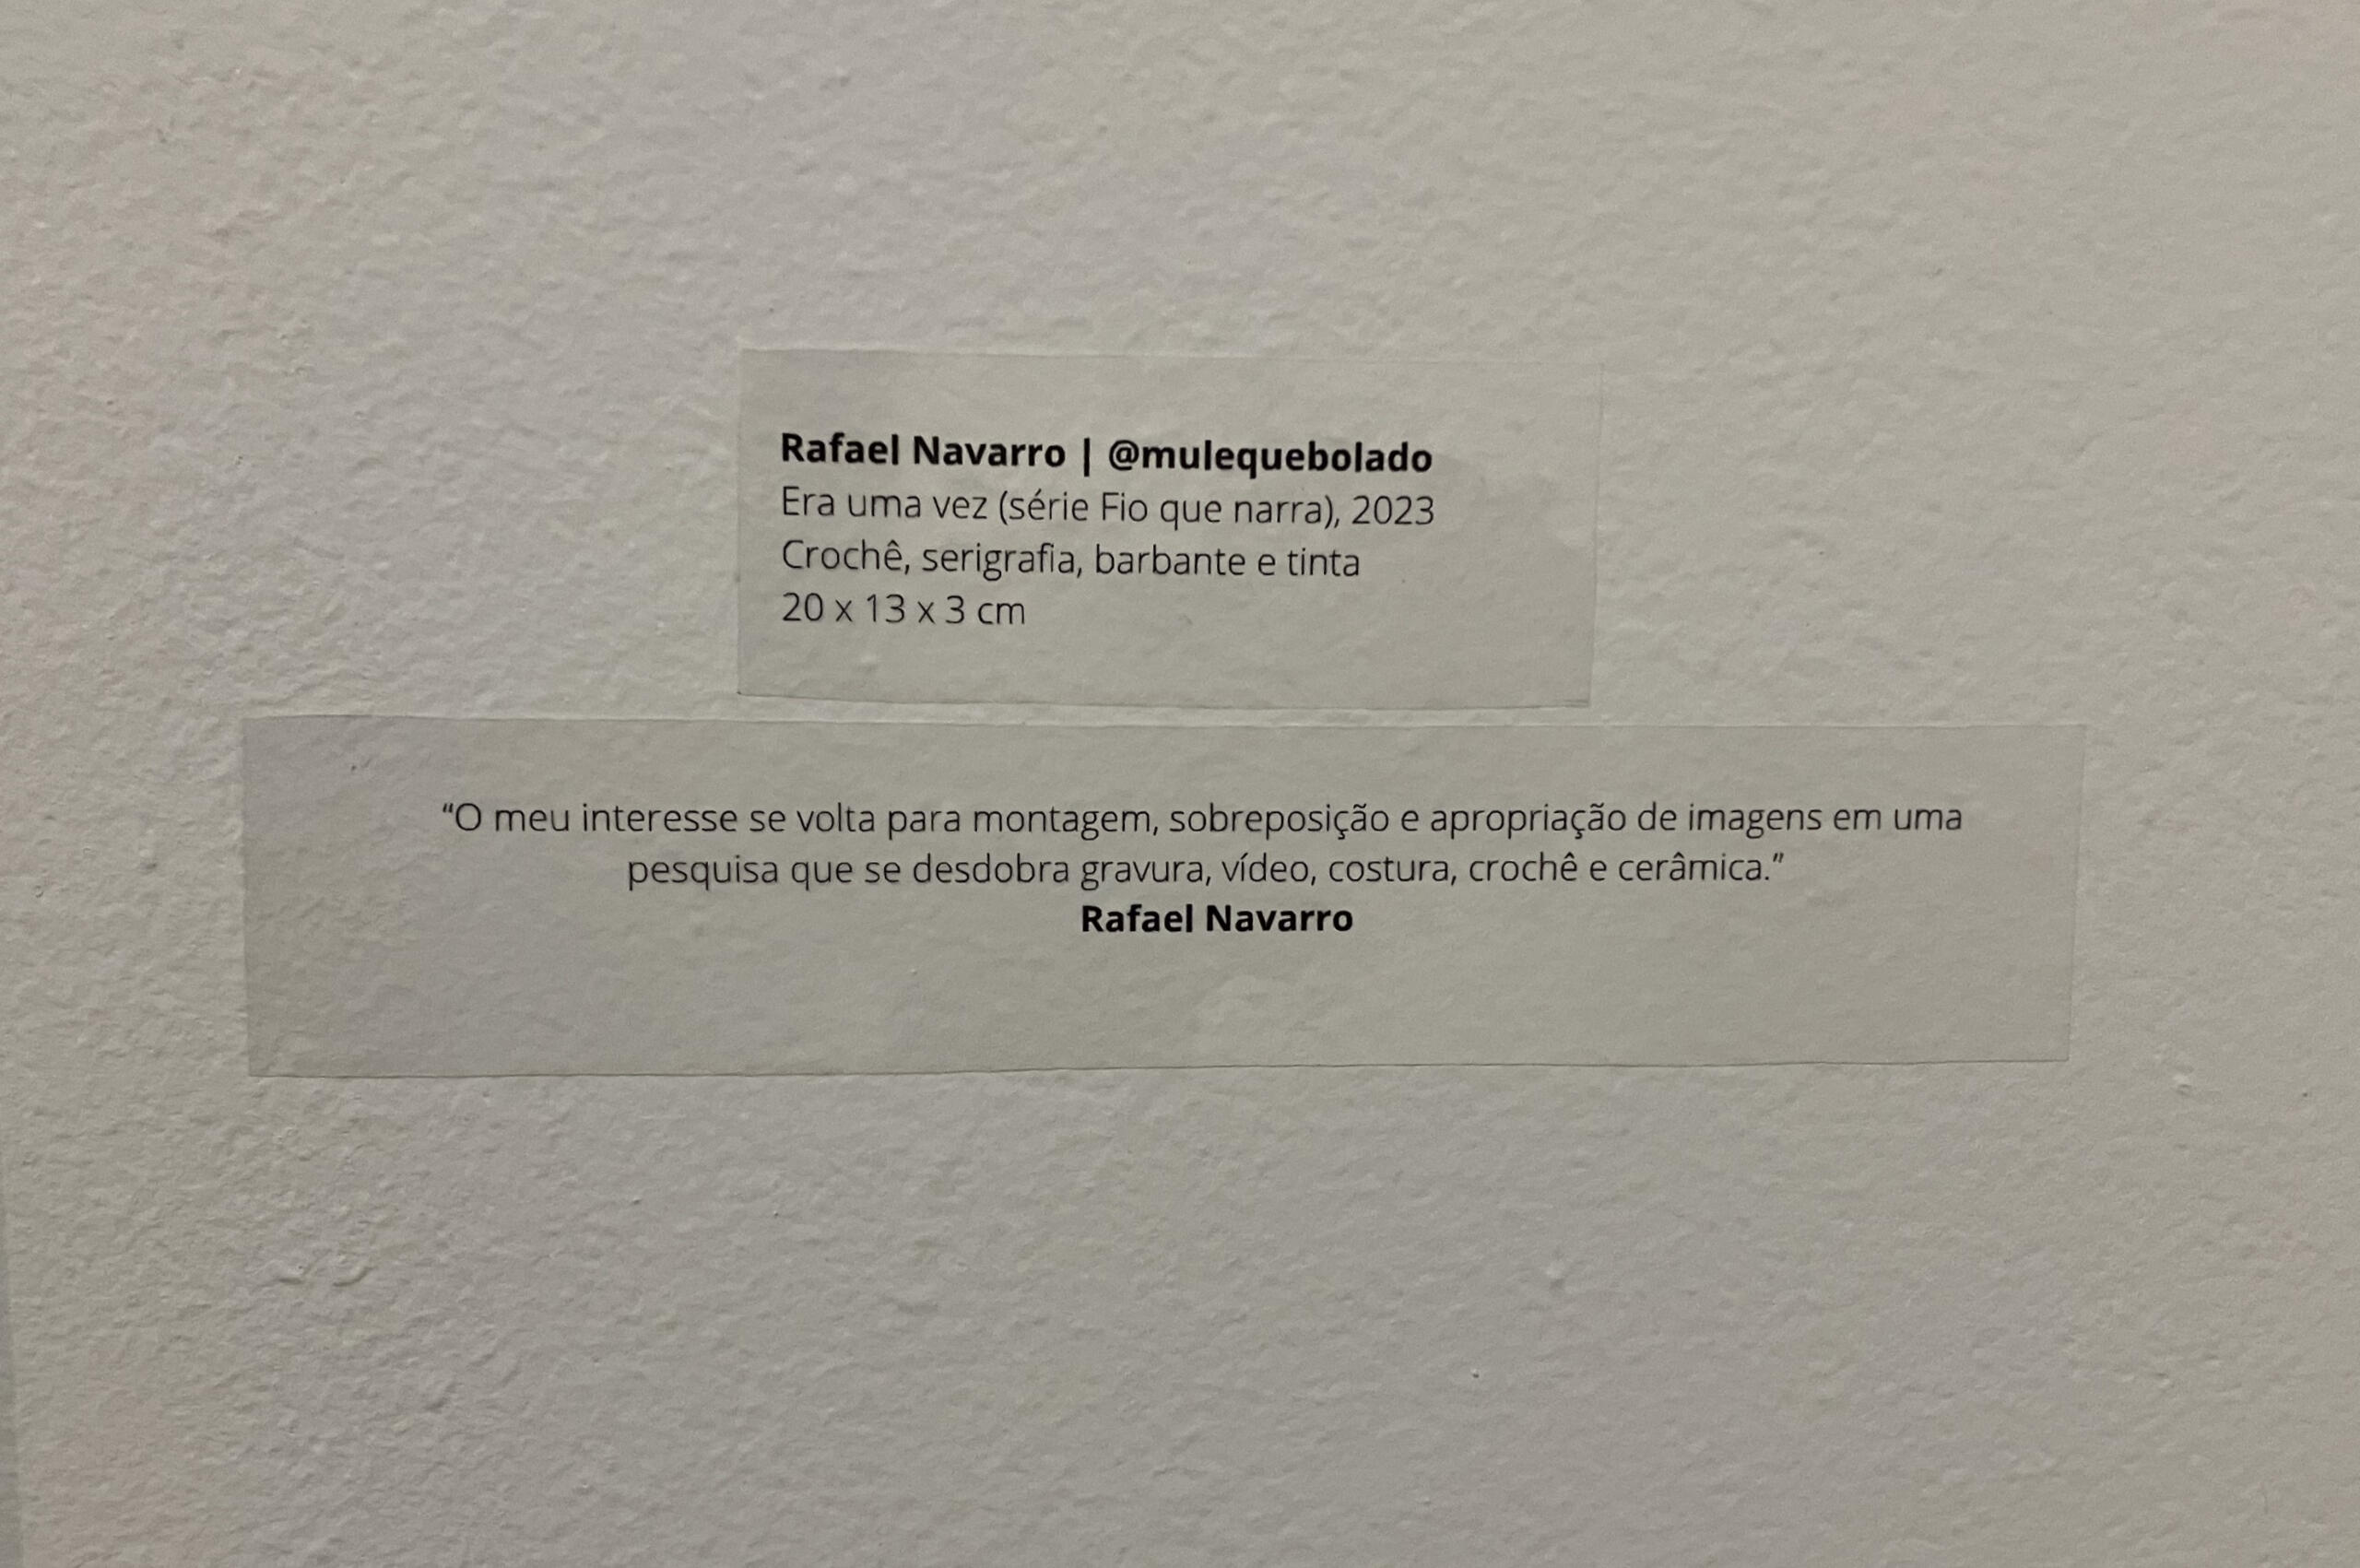 Rafael Navarro | @mulequebolado
Era uma vez (série Fio que narra), 2023
Crochê, serigrafia, barbante e tinta
20 x 13 x 3 cm
“O meu interesse se volta para montagem, sobreposição e apropriação de imagens em uma
pesquisa que se desdobra gravura, vídeo, costura, crochê e cerâmica.”
Rafael Navarro